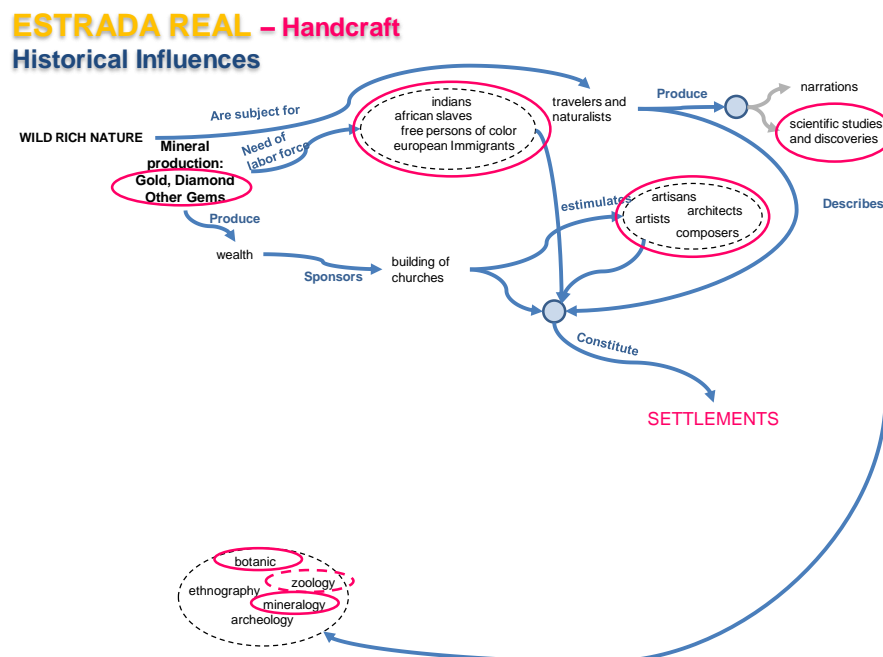 ESTRADA REAL – Handcraft
Historical Influences
WILD RICH NATURE
Are subject for
indians
african slaves
free persons of color
european Immigrants
travelers and
naturalists
Produce
narrations
scientific studies
and discoveries
Mineral
production:
Gold, Diamond
Other Gems
Need of
labor force
Produce
wealth
Sponsors
building of
churches
estimulates
artisans
architects
artists
composers
Describes
Constitute
SETTLEMENTS
botanic
zoology
ethnography
mineralogy
archeology